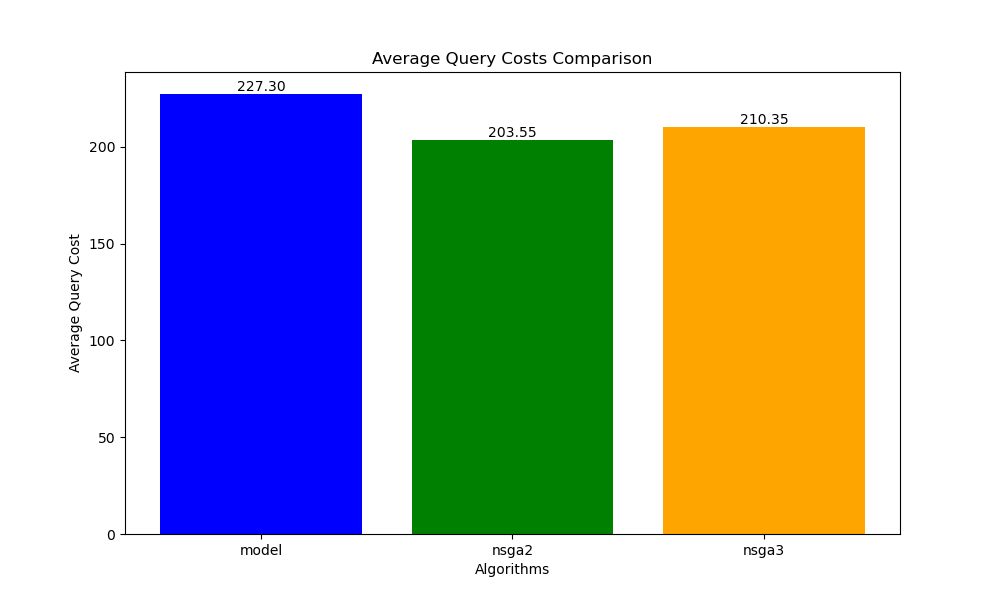 Average Query Costs Comparison
227.30
203.55
210.35
200
150
100
50
0
Average Query Cost
model
nsga2
nsga3
Algorithms